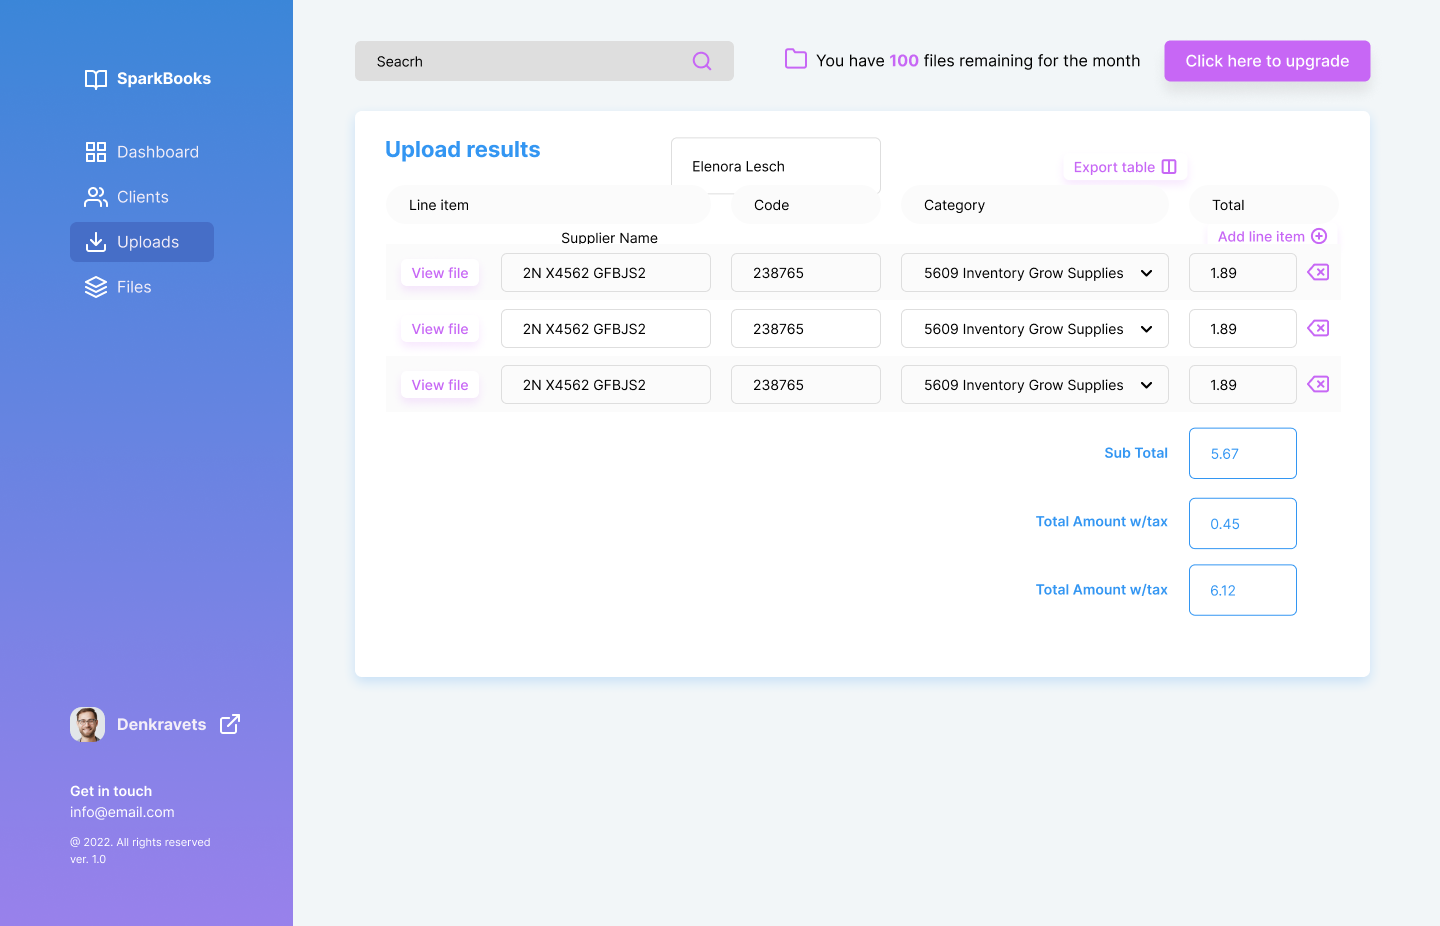 SparkBooks
Dashboard
Clients
Uploads
Files
Denkravets
Get in touch
info@email.com
@ 2022. All rights reserved
ver. 1.0
Seacrh
You have 100 files remaining for the month
Click here to upgrade
Upload results
Elenora Lesch
Export table
Line item
Code
Category
Total
Supplier Name
Add line item
View file
2N X4562 GFBJS2
238765
5609 Inventory Grow Supplies
1.89
View file
2N X4562 GFBJS2
238765
5609 Inventory Grow Supplies
1.89
View file
2N X4562 GFBJS2
238765
5609 Inventory Grow Supplies
1.89
Sub Total
5.67
Total Amount w/tax
0.45
Total Amount w/tax
6.12